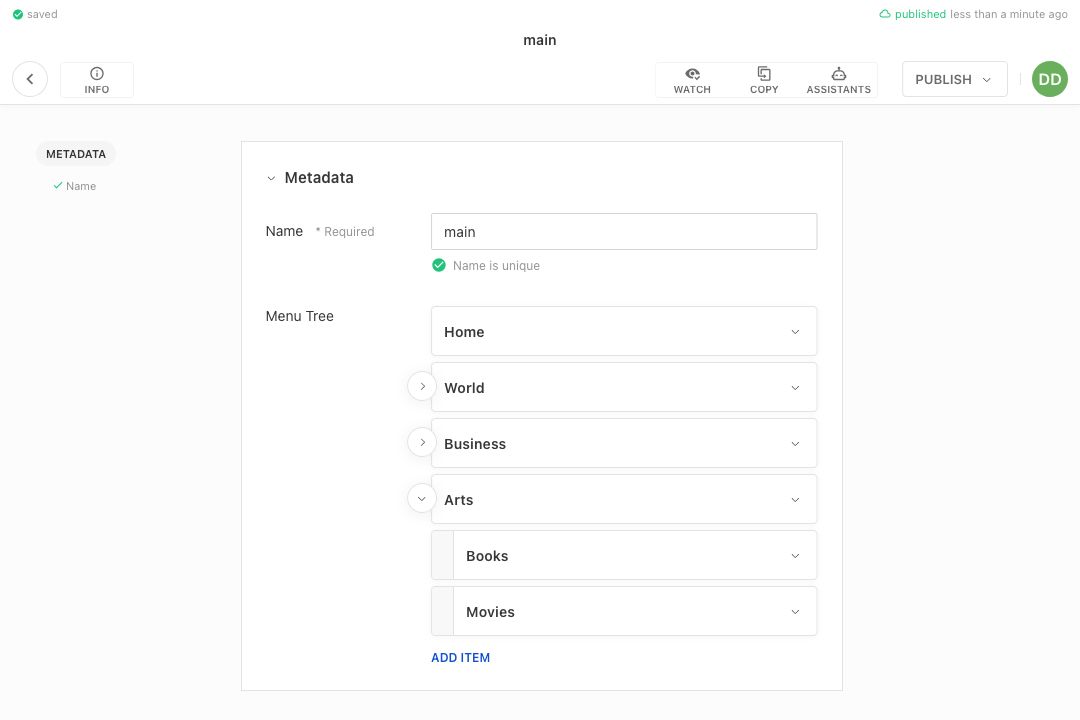 saved
published less than a minute ago
main
INFO
WATCH
COPY
ASSISTANTS
PUBLISH
DD
METADATA
Name
Metadata
Name * Required
main
Name is unique
Menu Tree
Home
World
Business
Arts
Books
Movies
ADD ITEM